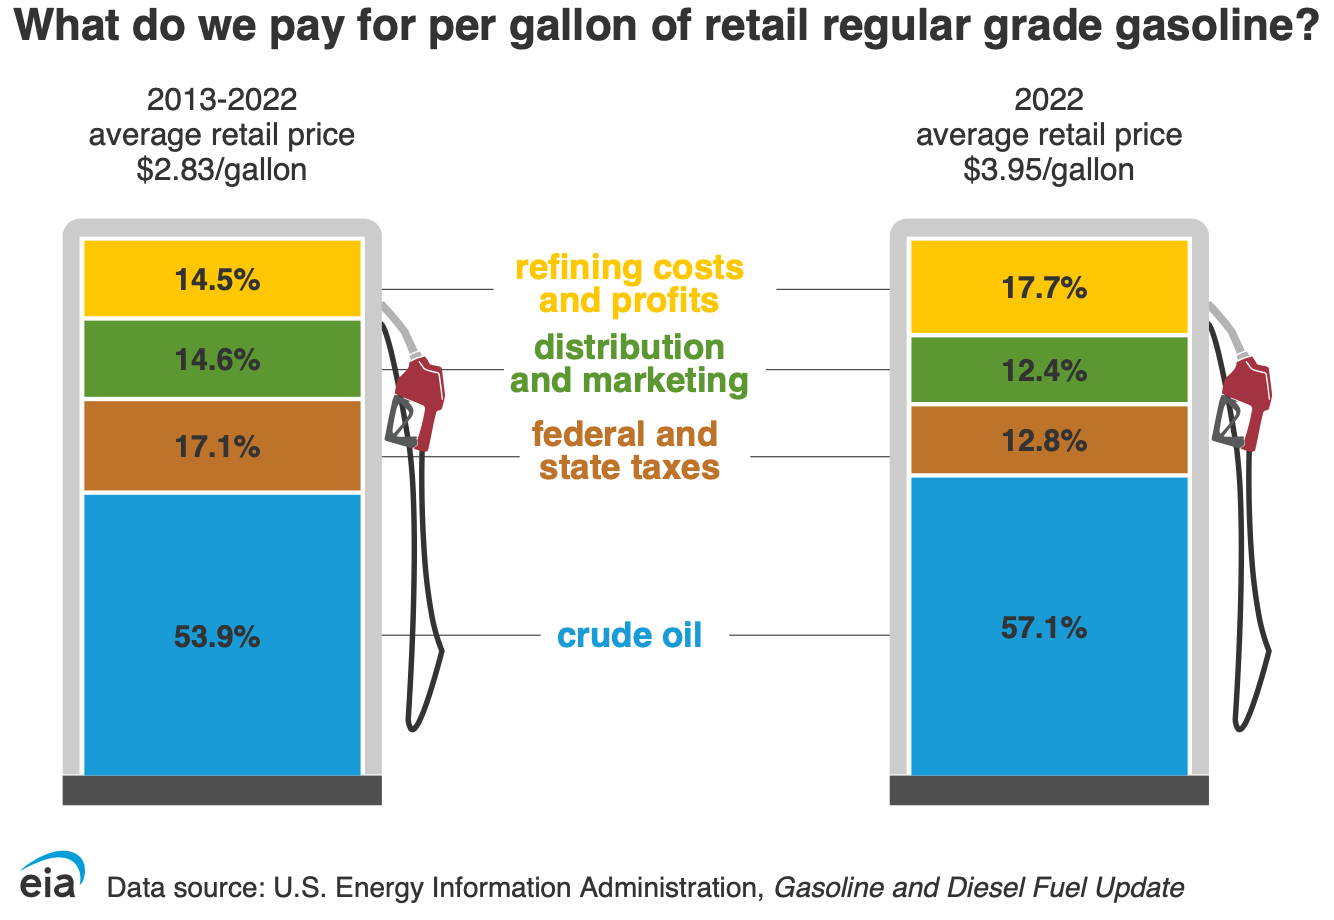 What do we pay for per gallon of retail regular grade gasoline?
2013-2022
average retail price
$2.83/gallon
2022
average retail price
$3.95/gallon
14.5%
refining costs
and profits
17.7%
14.6%
distribution
and marketing
12.4%
17.1%
federal and
state taxes
12.8%
53.9%
crude oil
57.1%
eia
Data source: U.S. Energy Information Administration, Gasoline and Diesel Fuel Update